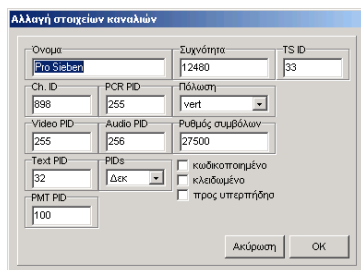 Αλλαγή στοιχείων καναλιών
Όνομα
Συχνότητα
TS ID
Pro Sieben
12480
33
Ch. ID
PCR PID
Πόλωση
898
255
vert
Video PID
Audio PID
Ρυθμός συμβόλων
255
256
27500
Text PID
PIDs
κωδικοποιημένο
32
Δεκ
κλειδωμένο
προς υπερπήδησ
PMT PID
100
Ακύρωση
OK